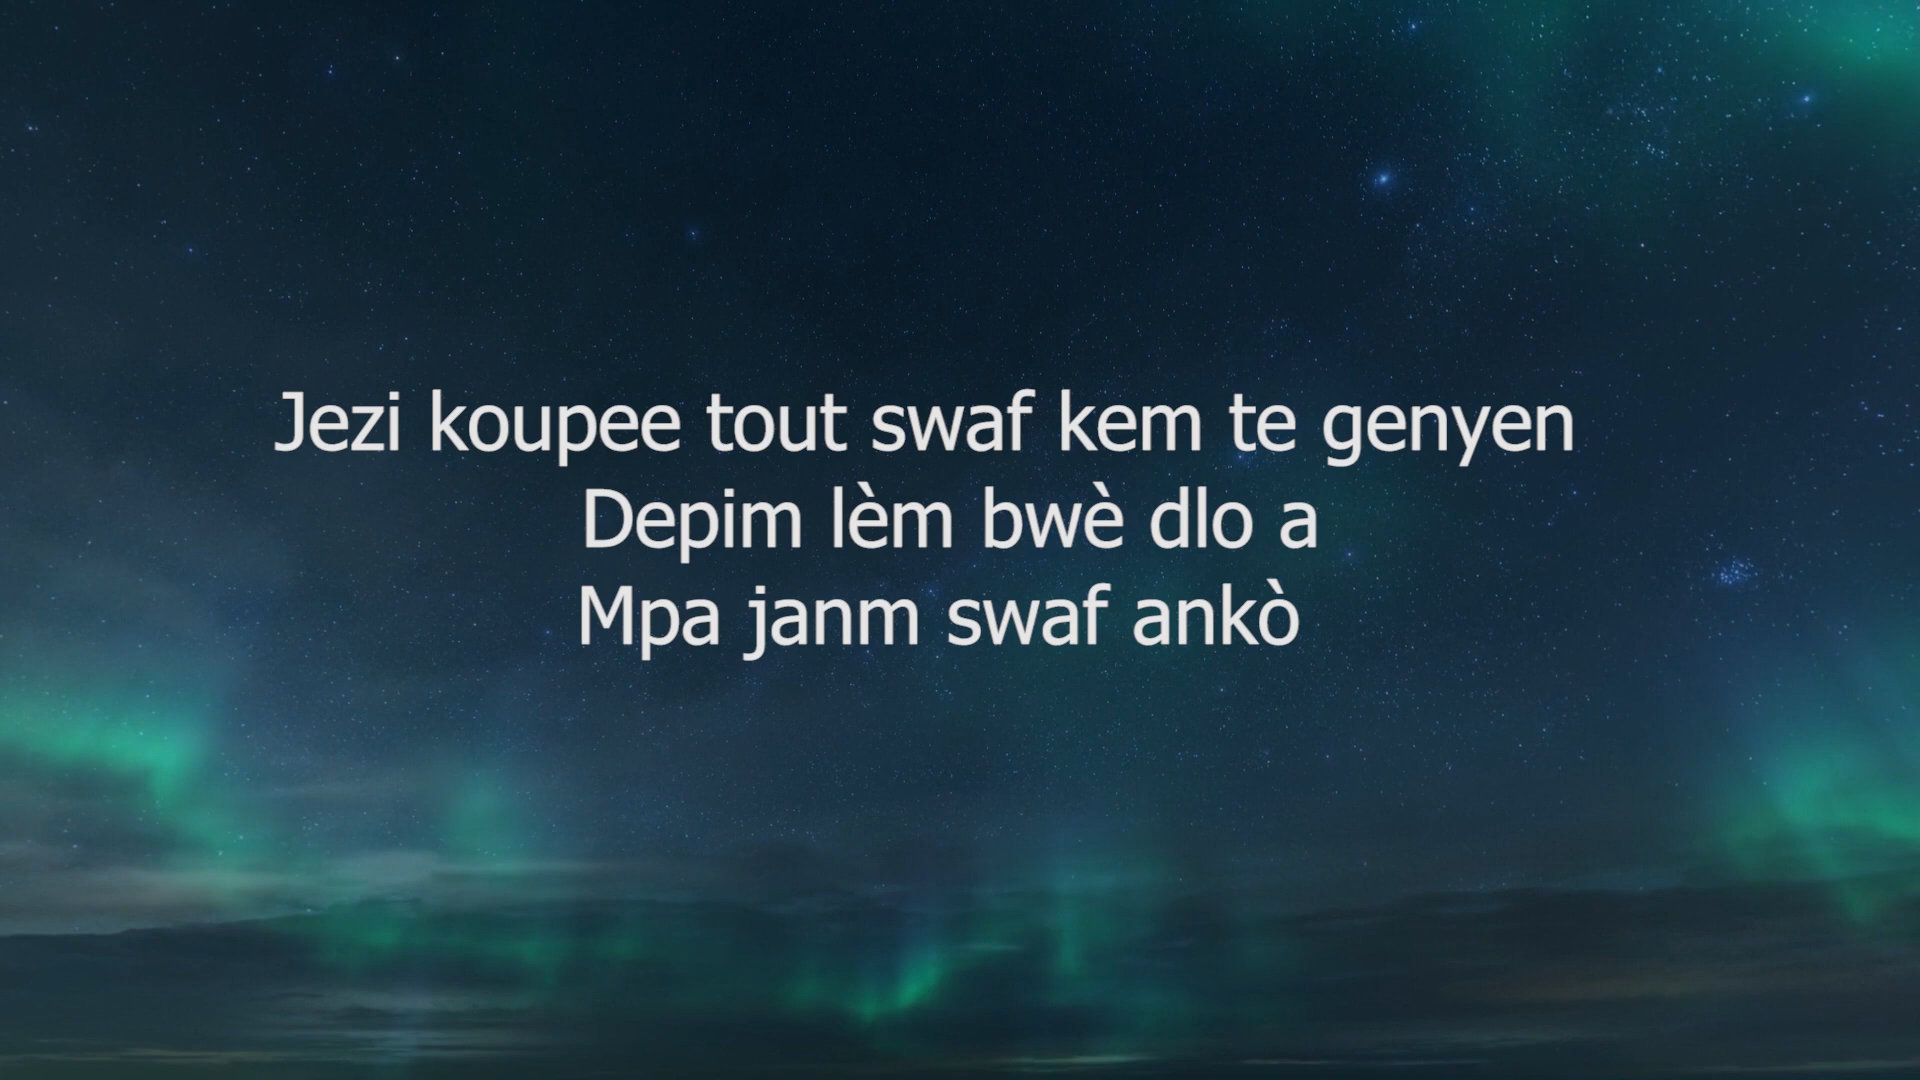 Jezi koupee tout swaf kem te genyen
Depim lèm bwè dlo a
Mpa janm swaf ankò